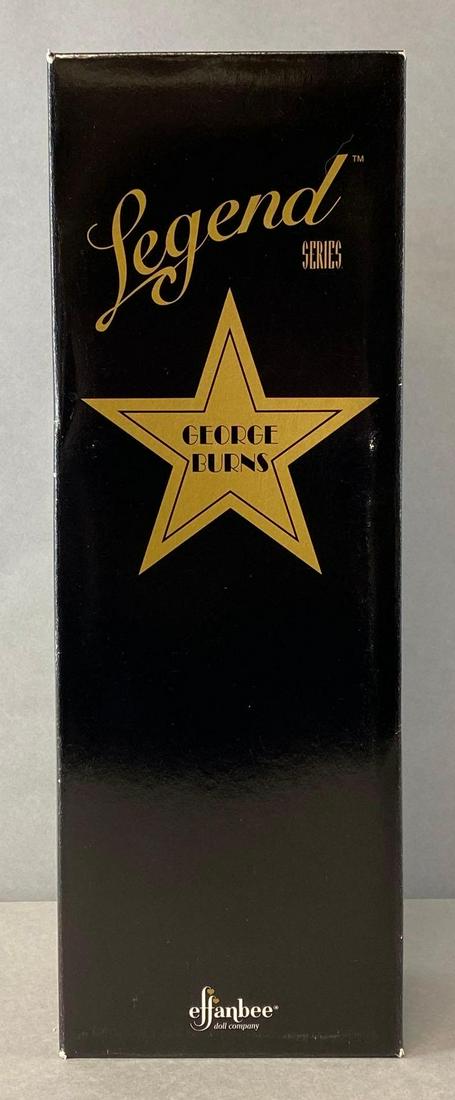 Legend™
SERIES
GEORGE
BURNS
effanbee®
doll company